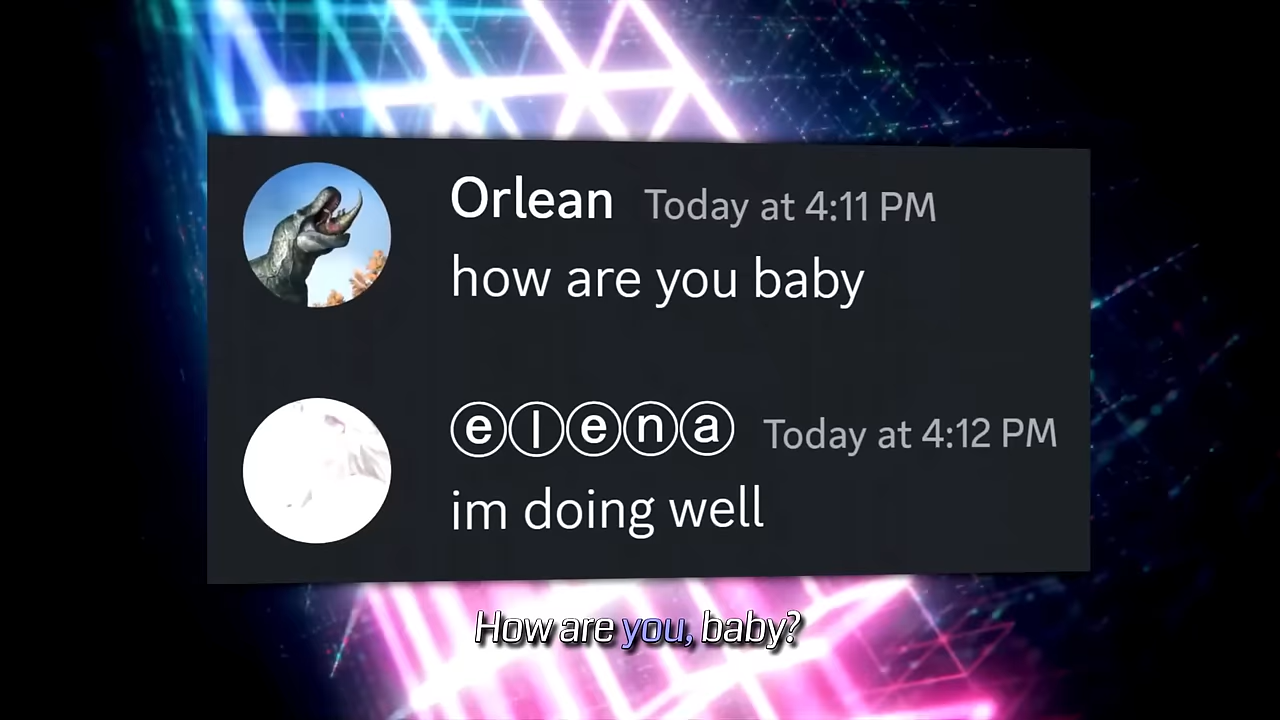 Orlean Today at 4:11 PM
how are you baby
ⓔⓛⓔⓝⓐ Today at 4:12 PM
im doing well
How are you, baby?